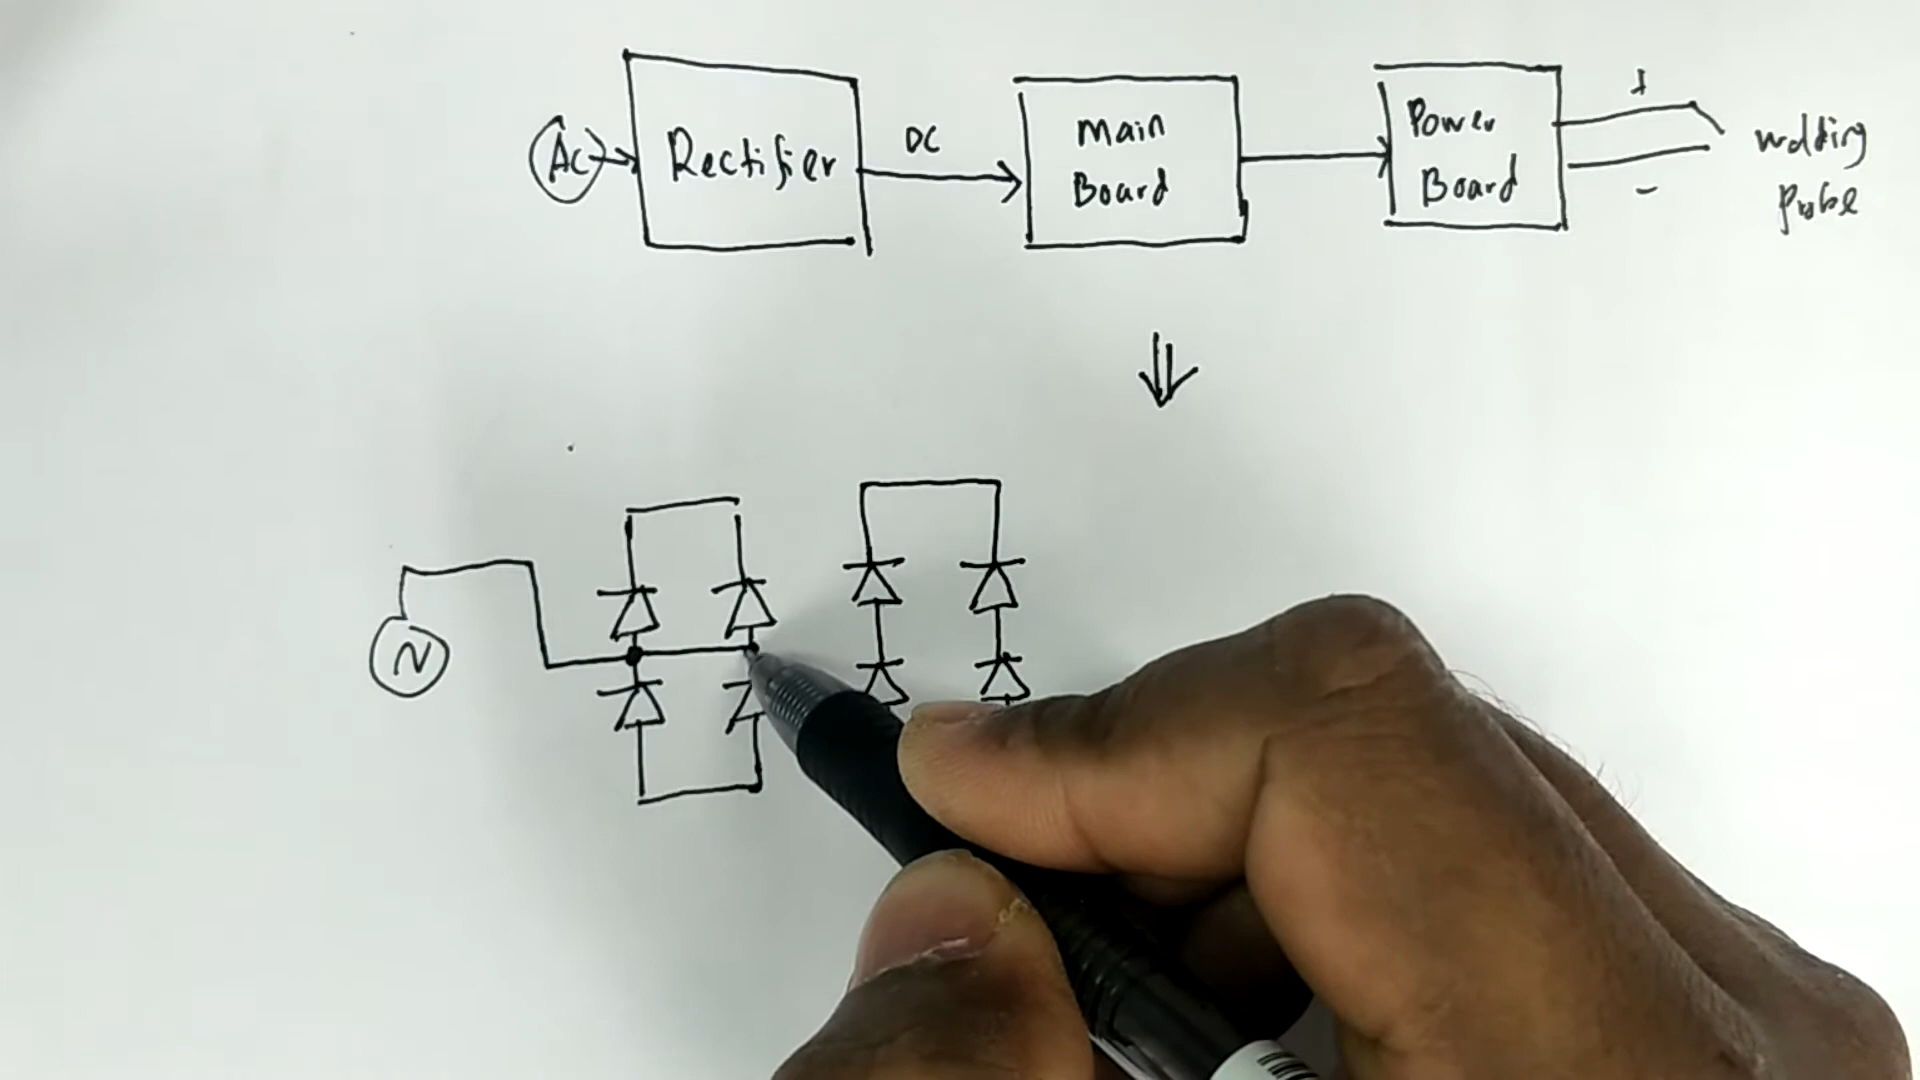 AC
Rectifier
DC
Main
Board
Power
Board
+
-
welding
probe